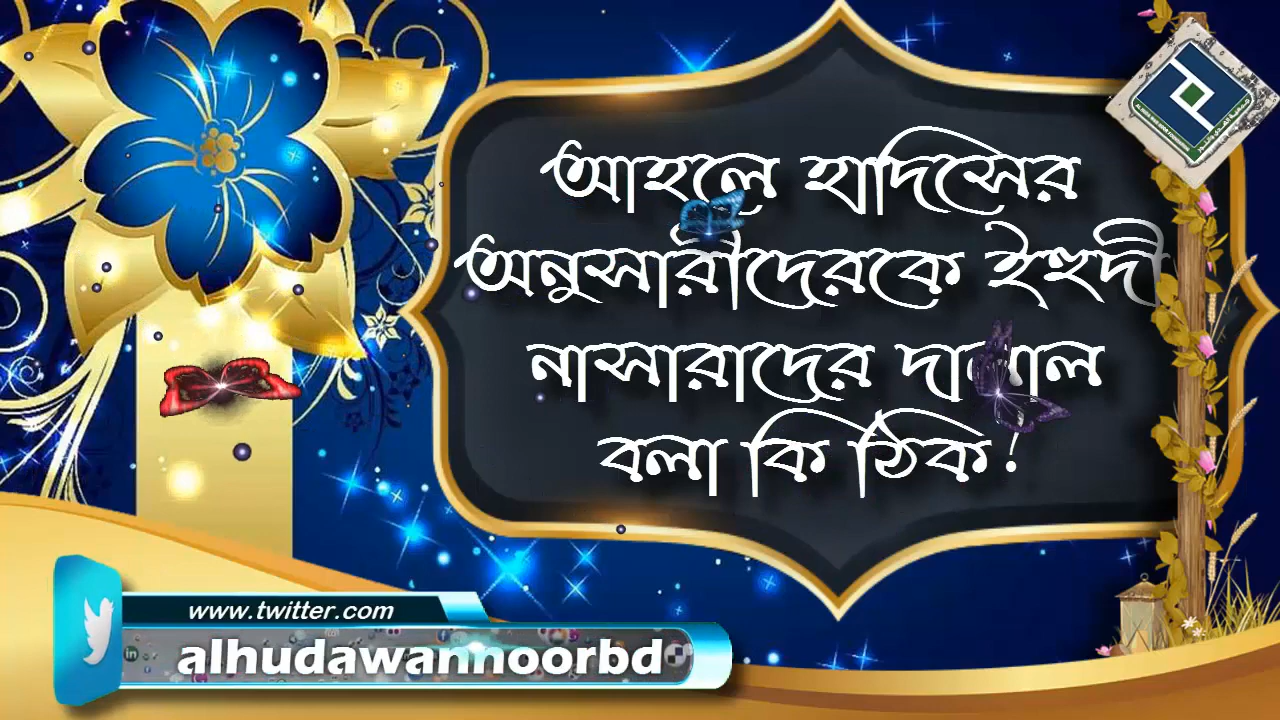 আহলে হাদিসের
অনুসারীদেরকে ইহুদী
নাসারাদের দালাল
বলা কি ঠিক!
www.twitter.com
alhudawannoorbd